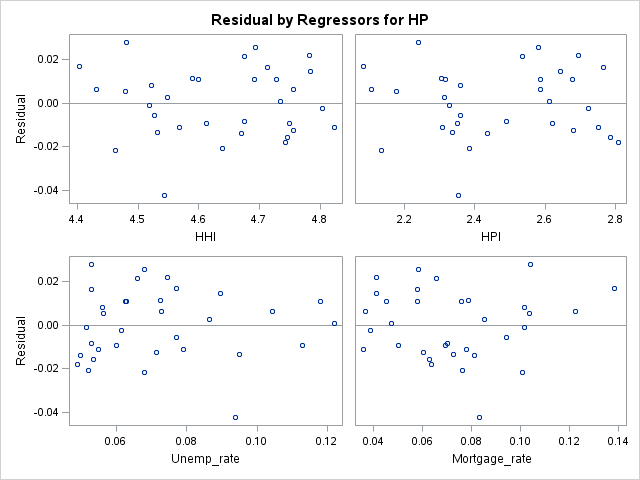 Residual by Regressors for HP
Residual
0.02
0.00
-0.02
-0.04
4.4 4.5 4.6 4.7 4.8
HHI
2.2 2.4 2.6 2.8
HPI
Residual
0.02
0.00
-0.02
-0.04
0.06 0.08 0.10 0.12
Unemp_rate
0.04 0.06 0.08 0.10 0.12 0.14
Mortgage_rate